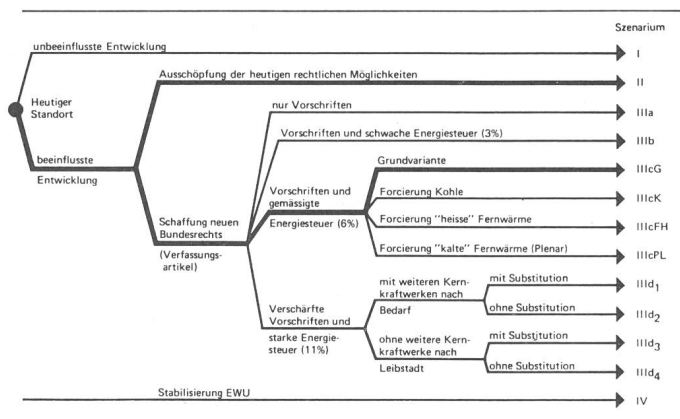 Szenarium
unbeeinflusste Entwicklung
I
Ausschöpfung der heutigen rechtlichen Möglichkeiten
II
Heutiger
Standort
nur Vorschriften
IIIa
Vorschriften und schwache Energiesteuer (3%)
IIIb
beeinflusste
Entwicklung
Grundvariante
IIIcG
Vorschriften und
gemässigte
Energiesteuer (6%)
Forcierung Kohle
IIIcK
Schaffung neuen
Bundesrechts
(Verfassungs-
artikel)
Forcierung "heisse" Fernwärme
IIIcFH
Forcierung "kalte" Fernwärme (Plenar)
IIIcPL
Verschärfte
Vorschriften und
starke Energie-
steuer (11%)
mit weiteren Kern-
kraftwerken nach
Bedarf
mit Substitution
IIId1
ohne Substitution
IIId2
ohne weitere Kern-
kraftwerke nach
Leibstadt
mit Substitution
IIId3
ohne Substitution
IIId4
Stabilisierung EWU
IV